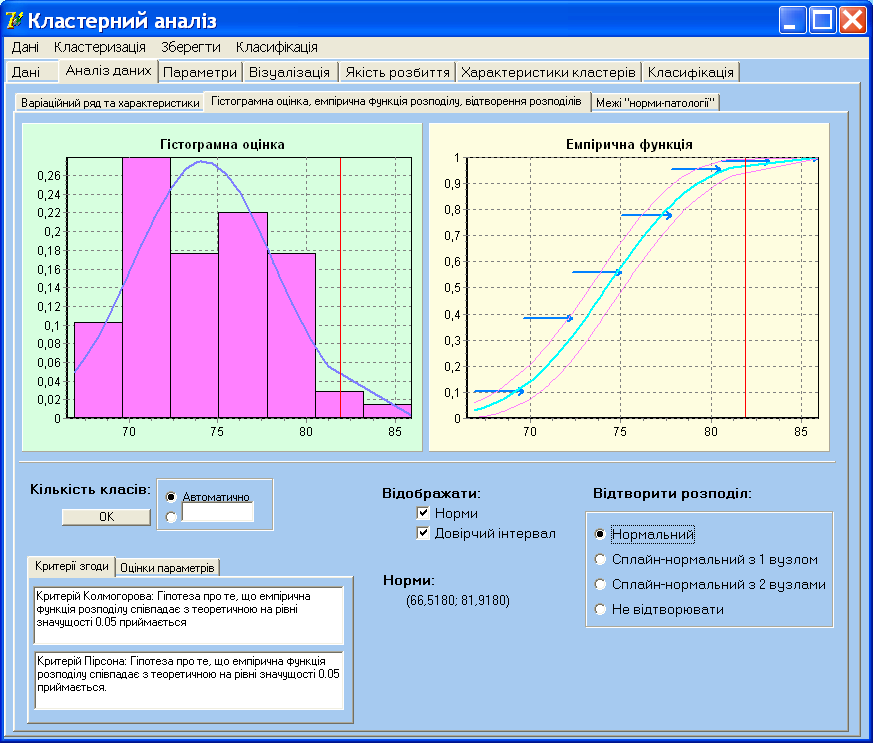 Кластерний аналіз
Дані Кластеризація Зберегти Класифікація
Дані Аналіз даних Параметри Візуалізація Якість розбиття Характеристики кластерів Класифікація
Варіаційний ряд та характеристики Гістограмна оцінка, емпірична функція розподілу, відтворення розподілів Межі "норми-патології"
Гістограмна оцінка
0,26
0,24
0,22
0,2
0,18
0,16
0,14
0,12
0,1
0,08
0,06
0,04
0,02
0
70 75 80 85
Емпірична функція
1
0,9
0,8
0,7
0,6
0,5
0,4
0,3
0,2
0,1
0
70 75 80 85
Кількість класів:
OK
Автоматично
Відображати:
Норми
Довірчий інтервал
Норми:
(66,5180; 81,9180)
Відтворити розподіл:
Нормальний
Сплайн-нормальний з 1 вузлом
Сплайн-нормальний з 2 вузлами
Не відтворювати
Критерії згоди Оцінки параметрів
Критерій Колмогорова: Гіпотеза про те, що емпірична
функція розподілу співпадає з теоретичною на рівні
значущості 0.05 приймається
Критерій Пірсона: Гіпотеза про те, що емпірична функція
розподілу співпадає з теоретичною на рівні значущості 0.05
приймається.